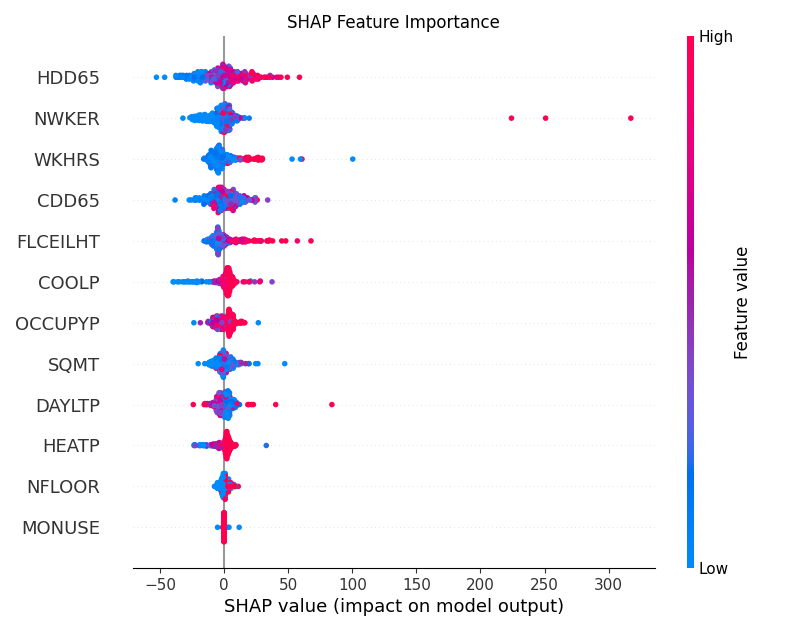 SHAP Feature Importance
High
HDD65
NWKER
WKHRS
CDD65
FLCEILHT
COOLP
OCCUPYP
SQMT
DAYLTP
HEATP
NFLOOR
MONUSE
Feature value
Low
−50 0 50 100 150 200 250 300
SHAP value (impact on model output)